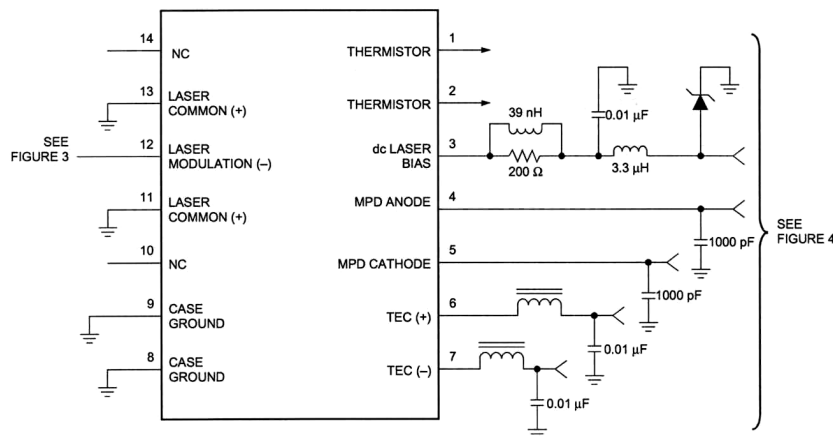 14
NC
13
LASER
COMMON (+)
SEE
FIGURE 3
12
LASER
MODULATION (–)
11
LASER
COMMON (+)
10
NC
9
CASE
GROUND
8
CASE
GROUND
1
THERMISTOR
2
THERMISTOR
3
dc LASER
BIAS
4
MPD ANODE
5
MPD CATHODE
6
TEC (+)
7
TEC (–)
39 nH
200 Ω
0.01 µF
3.3 µH
1000 pF
1000 pF
0.01 µF
0.01 µF
SEE
FIGURE 4